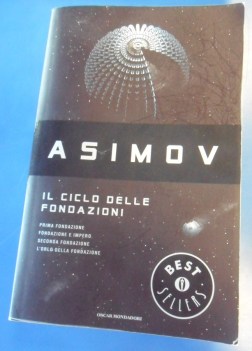 ASIMOV
IL CICLO DELLE
FONDAZIONI
PRIMA FONDAZIONE
FONDAZIONE E IMPERO
SECONDA FONDAZIONE
L'ORLO DELLA FONDAZIONE
BEST
SELLERS
OSCAR MONDADORI